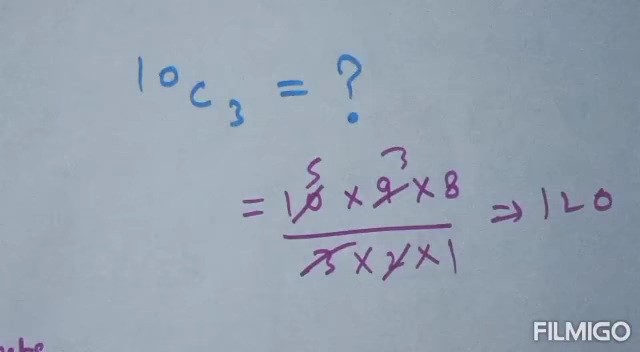 ¹⁰C₃ = ?
5 3
= 10 × 9 × 8 ⇒ 120
3 × 2 × 1
FILMIGO